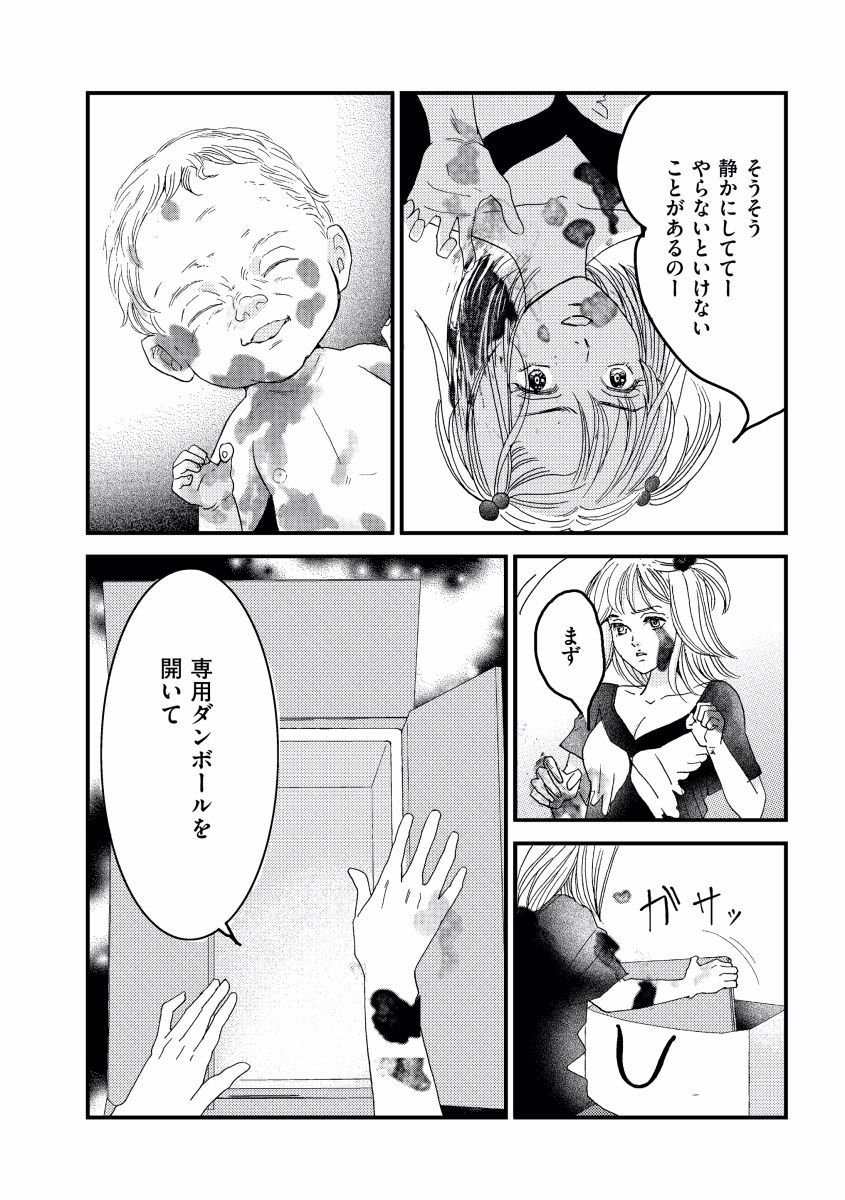 そうそう
静かにしててー
やらないといけない
ことがあるのー
まず
ガサッ
専用ダンボールを
開いて